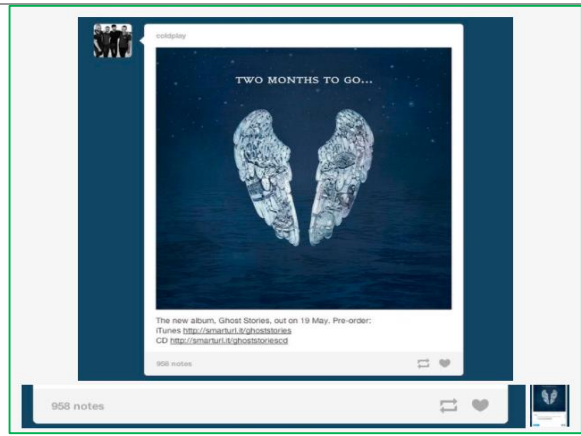 coldplay
TWO MONTHS TO GO...
The new album, Ghost Stories, out on 19 May. Pre-order:
iTunes http://smarturl.it/ghoststories
CD http://smarturl.it/ghoststoriescd
958 notes
958 notes